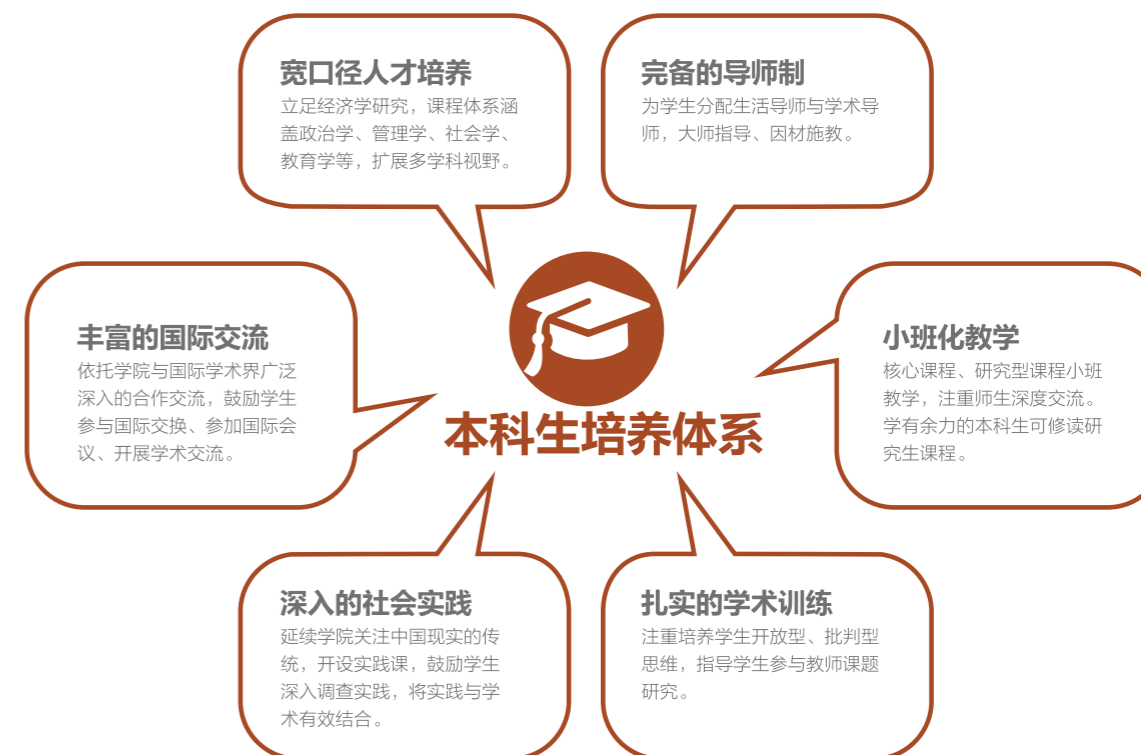 宽口径人才培养
立足经济学研究，课程体系涵
盖政治学、管理学、社会学、
教育学等，扩展多学科视野。
完备的导师制
为学生分配生活导师与学术导
师，大师指导、因材施教。
丰富的国际交流
依托学院与国际学术界广泛
深入的合作交流，鼓励学生
参与国际交换、参加国际会
议、开展学术交流。
本科生培养体系
小班化教学
核心课程、研究型课程小班
教学，注重师生深度交流。
学有余力的本科生可修读研
究生课程。
深入的社会实践
延续学院关注中国现实的传
统，开设实践课，鼓励学生
深入调查实践，将实践与学
术有效结合。
扎实的学术训练
注重培养学生开放型、批判型
思维，指导学生参与教师课题
研究。